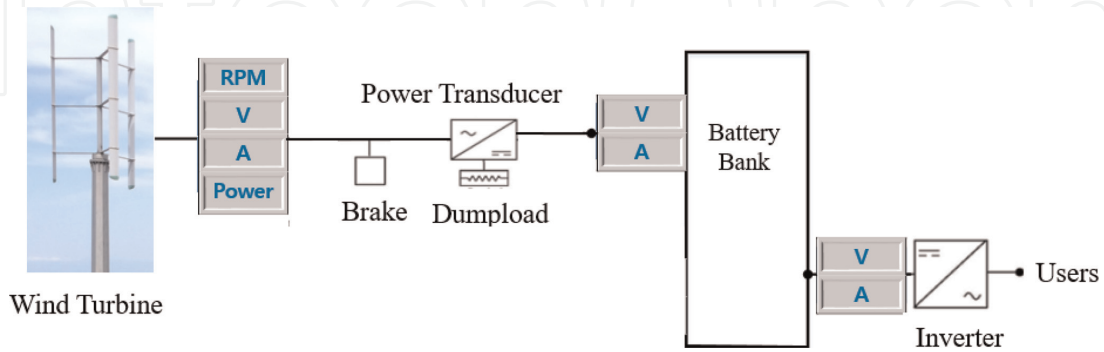 RPM
V
A
Power
Power Transducer
V
A
Battery
Bank
Brake
Dumpload
Wind Turbine
V
A
Users
Inverter